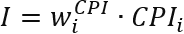 I = w_i^{CPI} · CPI_i